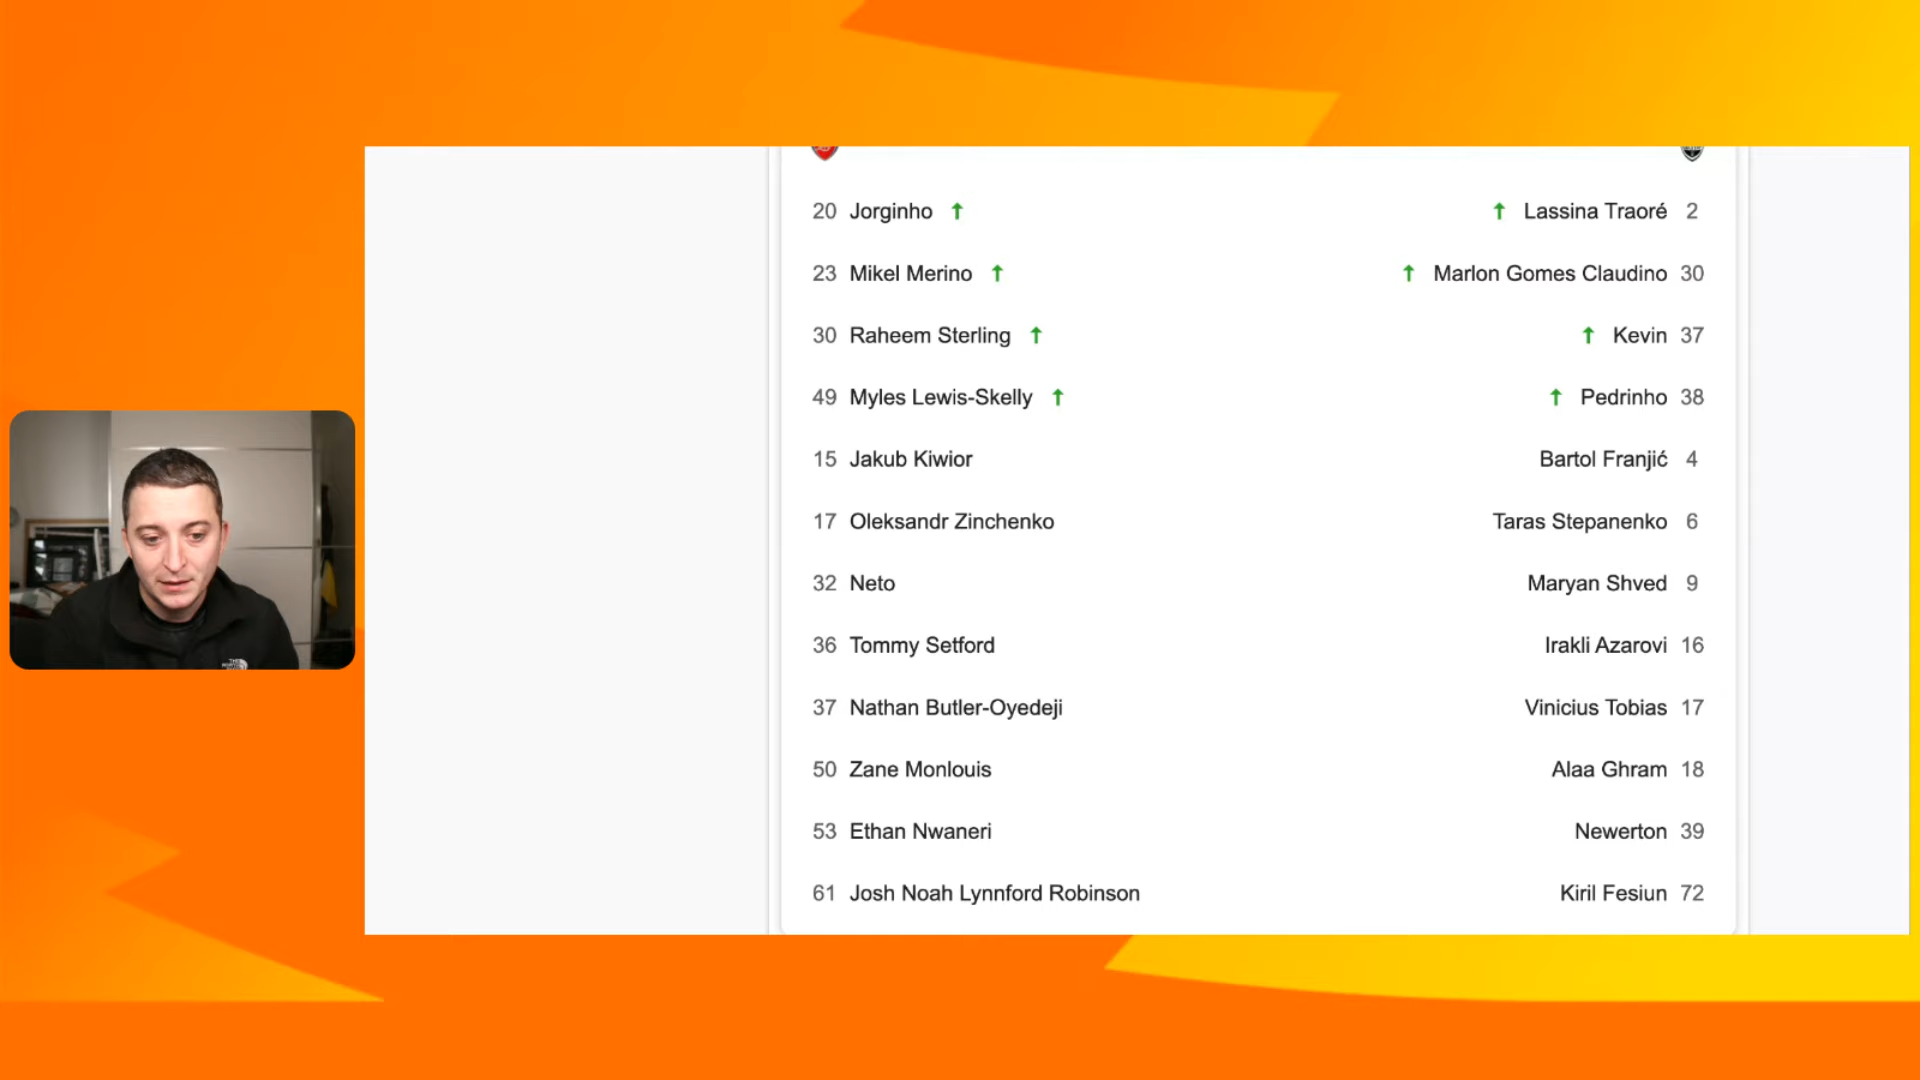 20 Jorginho Lassina Traoré 2
23 Mikel Merino Marlon Gomes Claudino 30
30 Raheem Sterling Kevin 37
49 Myles Lewis-Skelly Pedrinho 38
15 Jakub Kiwior Bartol Franjić 4
17 Oleksandr Zinchenko Taras Stepanenko 6
32 Neto Maryan Shved 9
36 Tommy Setford Irakli Azarovi 16
37 Nathan Butler-Oyedeji Vinicius Tobias 17
50 Zane Monlouis Alaa Ghram 18
53 Ethan Nwaneri Newerton 39
61 Josh Noah Lynnford Robinson Kiril Fesiun 72